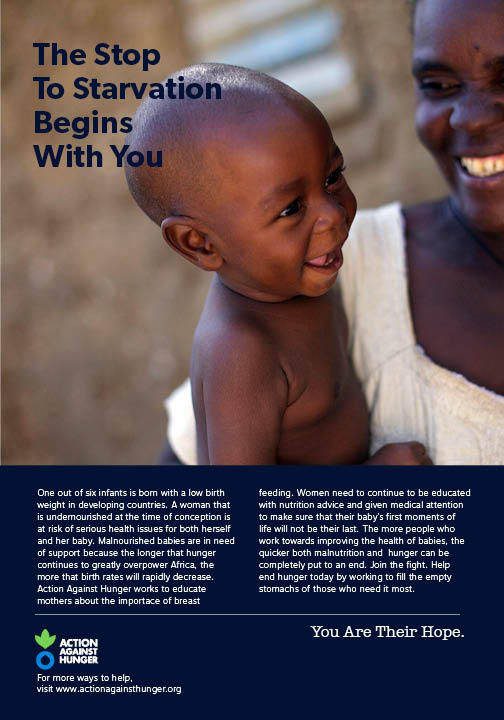 The Stop
To Starvation
Begins
With You
One out of six infants is born with a low birth
weight in developing countries. A woman that
is undernourished at the time of conception is
at risk of serious health issues for both herself
and her baby. Malnourished babies are in need
of support because the longer that hunger
continues to greatly overpower Africa, the
more that birth rates will rapidly decrease.
Action Against Hunger works to educate
mothers about the importace of breast
feeding. Women need to continue to be educated
with nutrition advice and given medical attention
to make sure that their baby's first moments of
life will not be their last. The more people who
work towards improving the health of babies, the
quicker both malnutrition and hunger can be
completely put to an end. Join the fight. Help
end hunger today by working to fill the empty
stomachs of those who need it most.
You Are Their Hope.
ACTION
AGAINST
HUNGER
For more ways to help,
visit www.actionagainsthunger.org